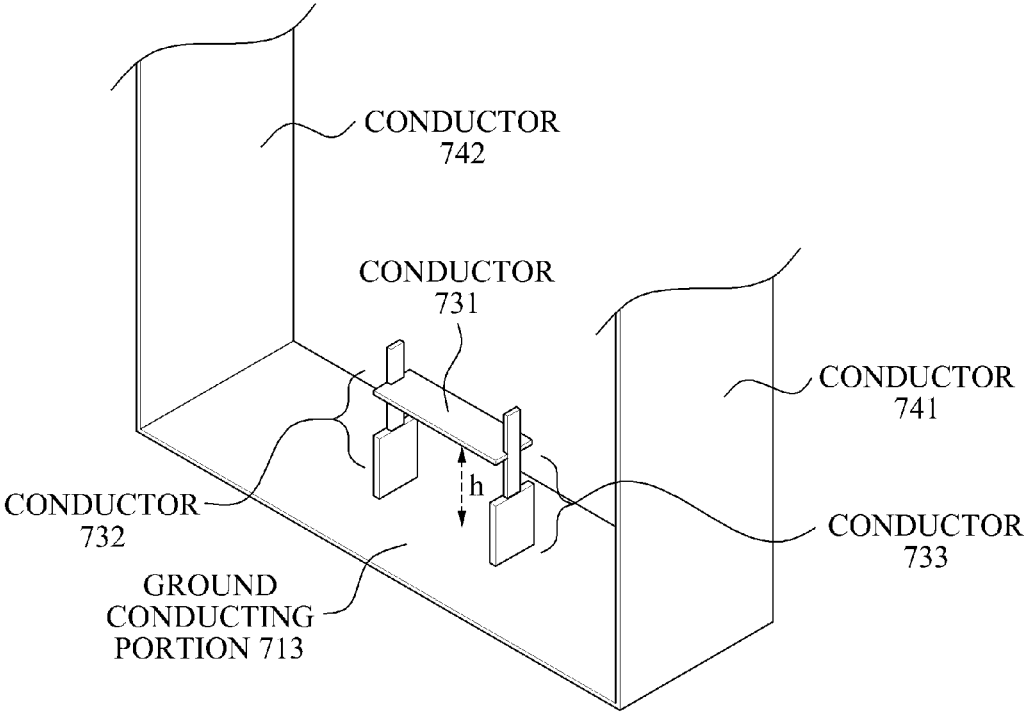 CONDUCTOR
742
CONDUCTOR
731
CONDUCTOR
741
h
CONDUCTOR
732
CONDUCTOR
733
GROUND
CONDUCTING
PORTION 713